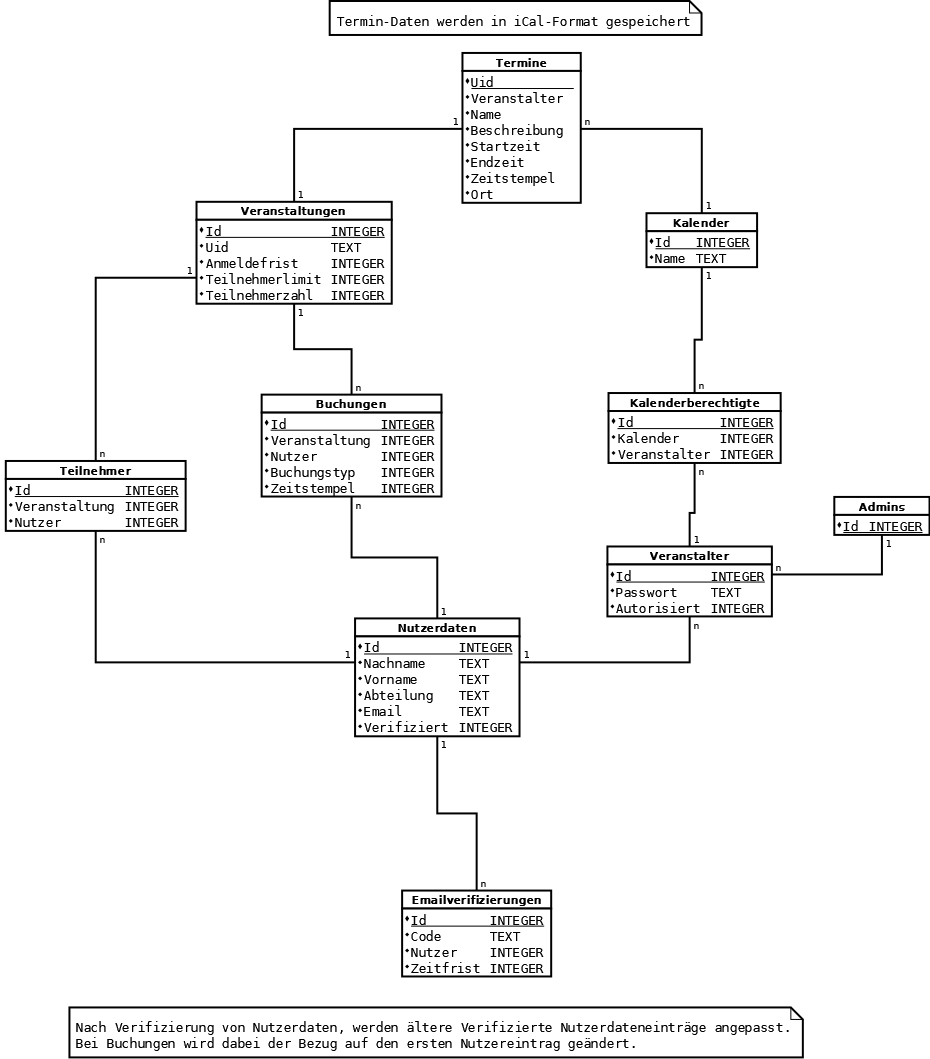 Termin-Daten werden in iCal-Format gespeichert
Termine
Uid
Veranstalter
Name
Beschreibung
Startzeit
Endzeit
Zeitstempel
Ort
1
n
1
1
Veranstaltungen
Id INTEGER
Uid TEXT
Anmeldefrist INTEGER
Teilnehmerlimit INTEGER
Teilnehmerzahl INTEGER
1
1
Kalender
Id INTEGER
Name TEXT
1
n
Buchungen
Id INTEGER
Veranstaltung INTEGER
Nutzer INTEGER
Buchungstyp INTEGER
Zeitstempel INTEGER
n
n
Kalenderberechtigte
Id INTEGER
Kalender INTEGER
Veranstalter INTEGER
n
n
Teilnehmer
Id INTEGER
Veranstaltung INTEGER
Nutzer INTEGER
n
Admins
Id INTEGER
1
1
Veranstalter
Id INTEGER
Passwort TEXT
Autorisiert INTEGER
n
n
1
Nutzerdaten
Id INTEGER
Nachname TEXT
Vorname TEXT
Abteilung TEXT
Email TEXT
Verifiziert INTEGER
1
1
1
n
Emailverifizierungen
Id INTEGER
Code TEXT
Nutzer INTEGER
Zeitfrist INTEGER
Nach Verifizierung von Nutzerdaten, werden ältere Verifizierte Nutzerdateneinträge angepasst.
Bei Buchungen wird dabei der Bezug auf den ersten Nutzereintrag geändert.